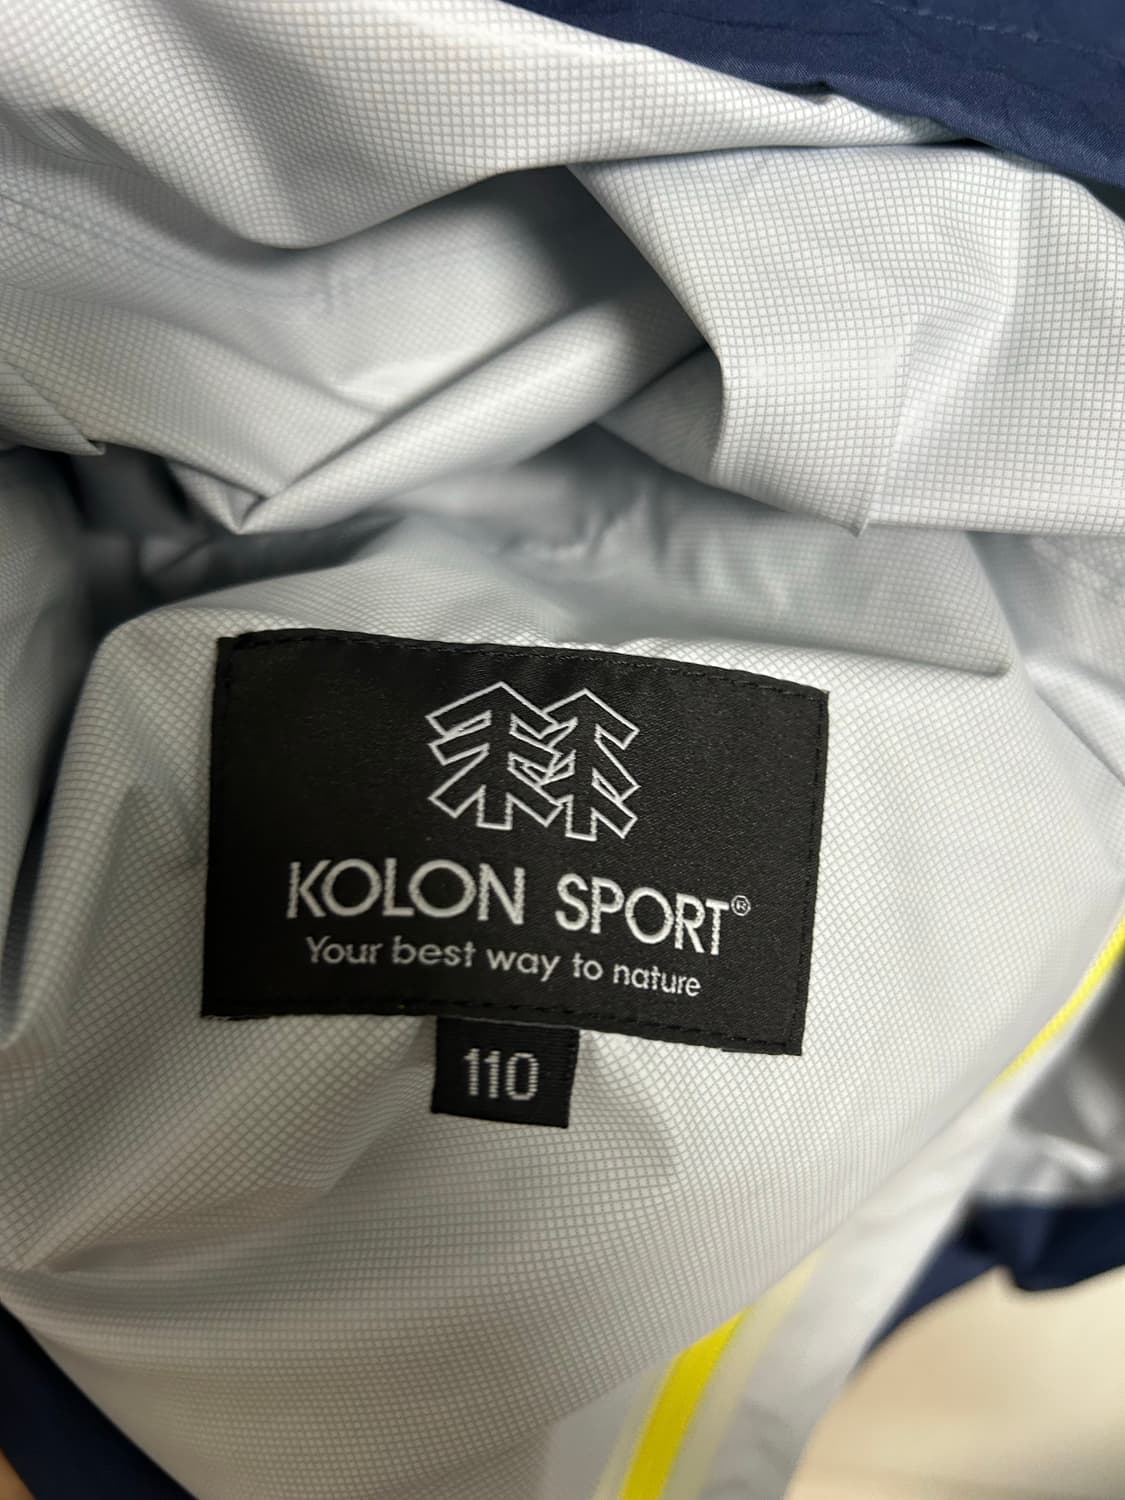 KOLON SPORT®
Your best way to nature
110